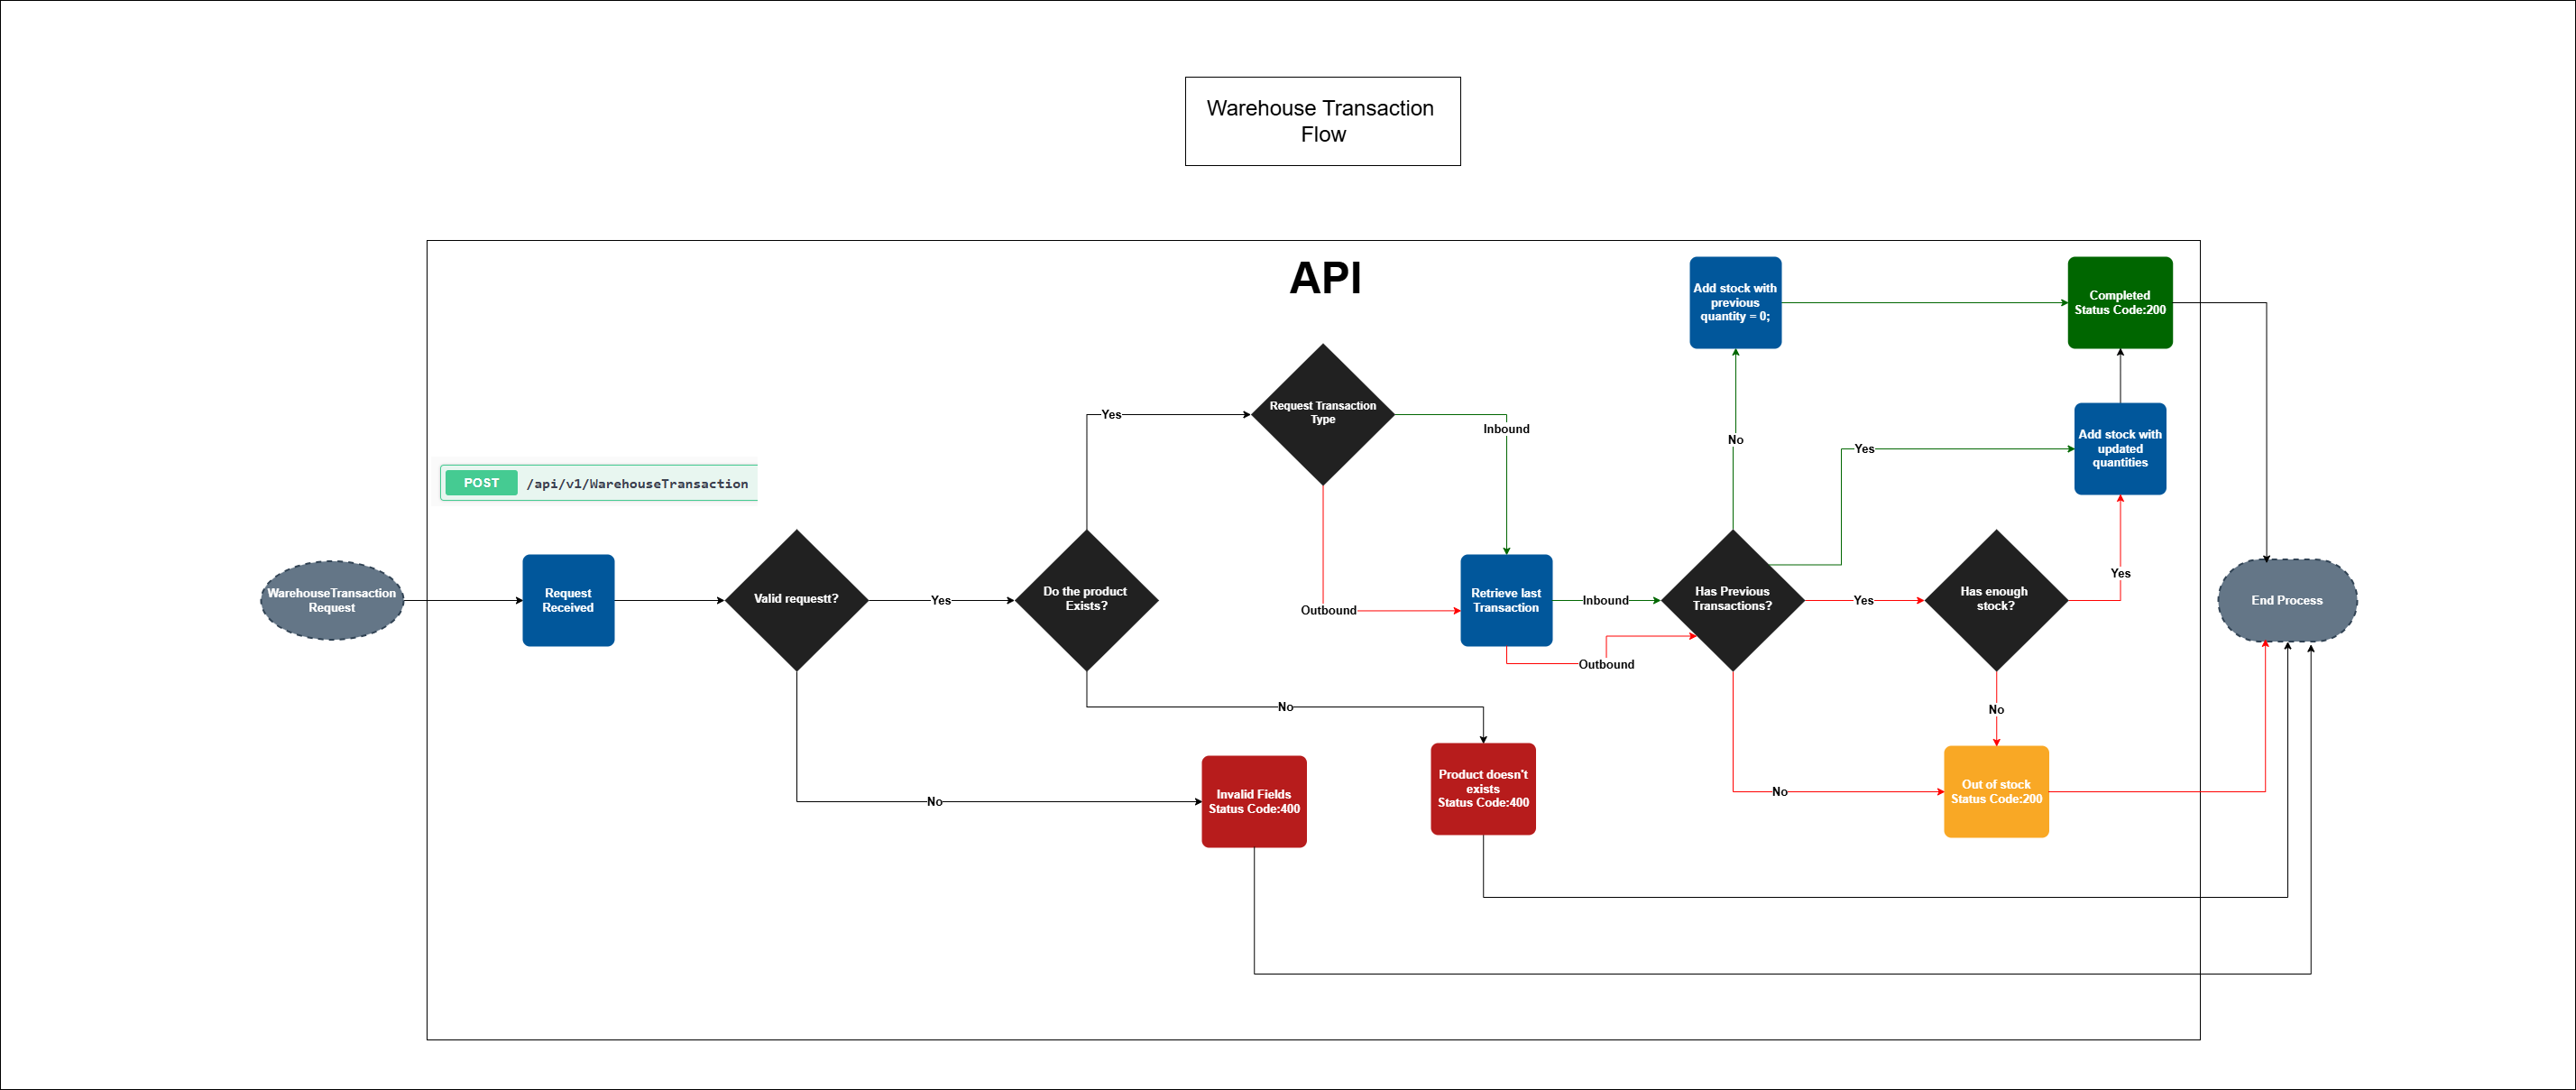 Warehouse Transaction
Flow
API
Add stock with
previous
quantity = 0;
Completed
Status Code:200
Request Transaction
Type
Yes
Inbound
No
Yes
Add stock with
updated
quantities
POST /api/v1/WarehouseTransaction
WarehouseTransaction
Request
Request
Received
Valid requestt?
Yes
Do the product
Exists?
Outbound
Retrieve last
Transaction
Inbound
Outbound
Has Previous
Transactions?
Yes
Has enough
stock?
Yes
End Process
No
No
No
No
Invalid Fields
Status Code:400
Product doesn't
exists
Status Code:400
Out of stock
Status Code:200